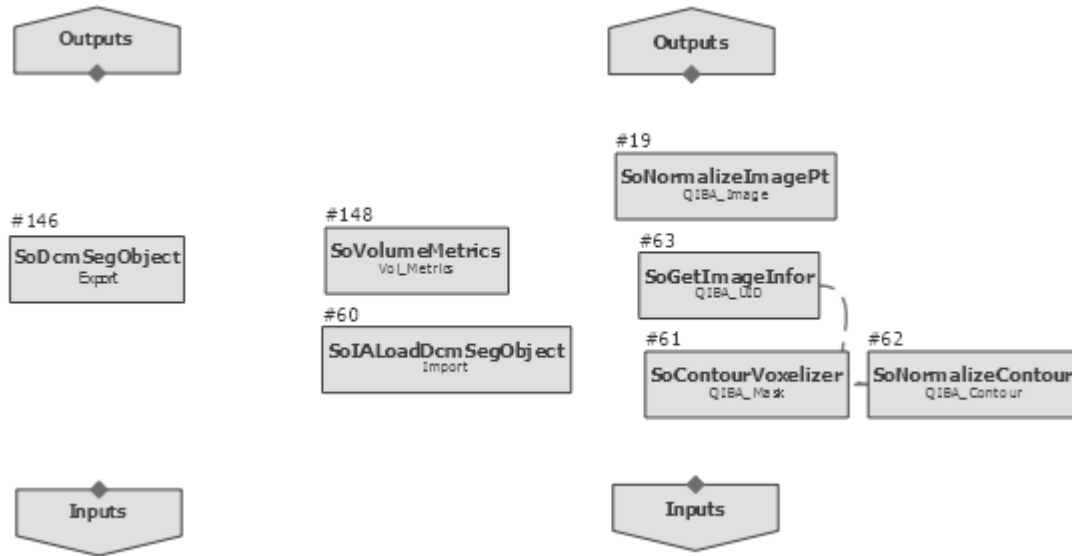 Outputs
Outputs
#19
SoNormalizeImagePt
QIBA_Image
#146
SoDcmSegObject
Export
#148
SoVolumeMetrics
Vol_Metrics
#63
SoGetImageInfor
QIBA_UID
#60
SoIALoadDcmSegObject
Import
#61
SoContourVoxelizer
QIBA_Mask
#62
SoNormalizeContour
QIBA_Contour
Inputs
Inputs